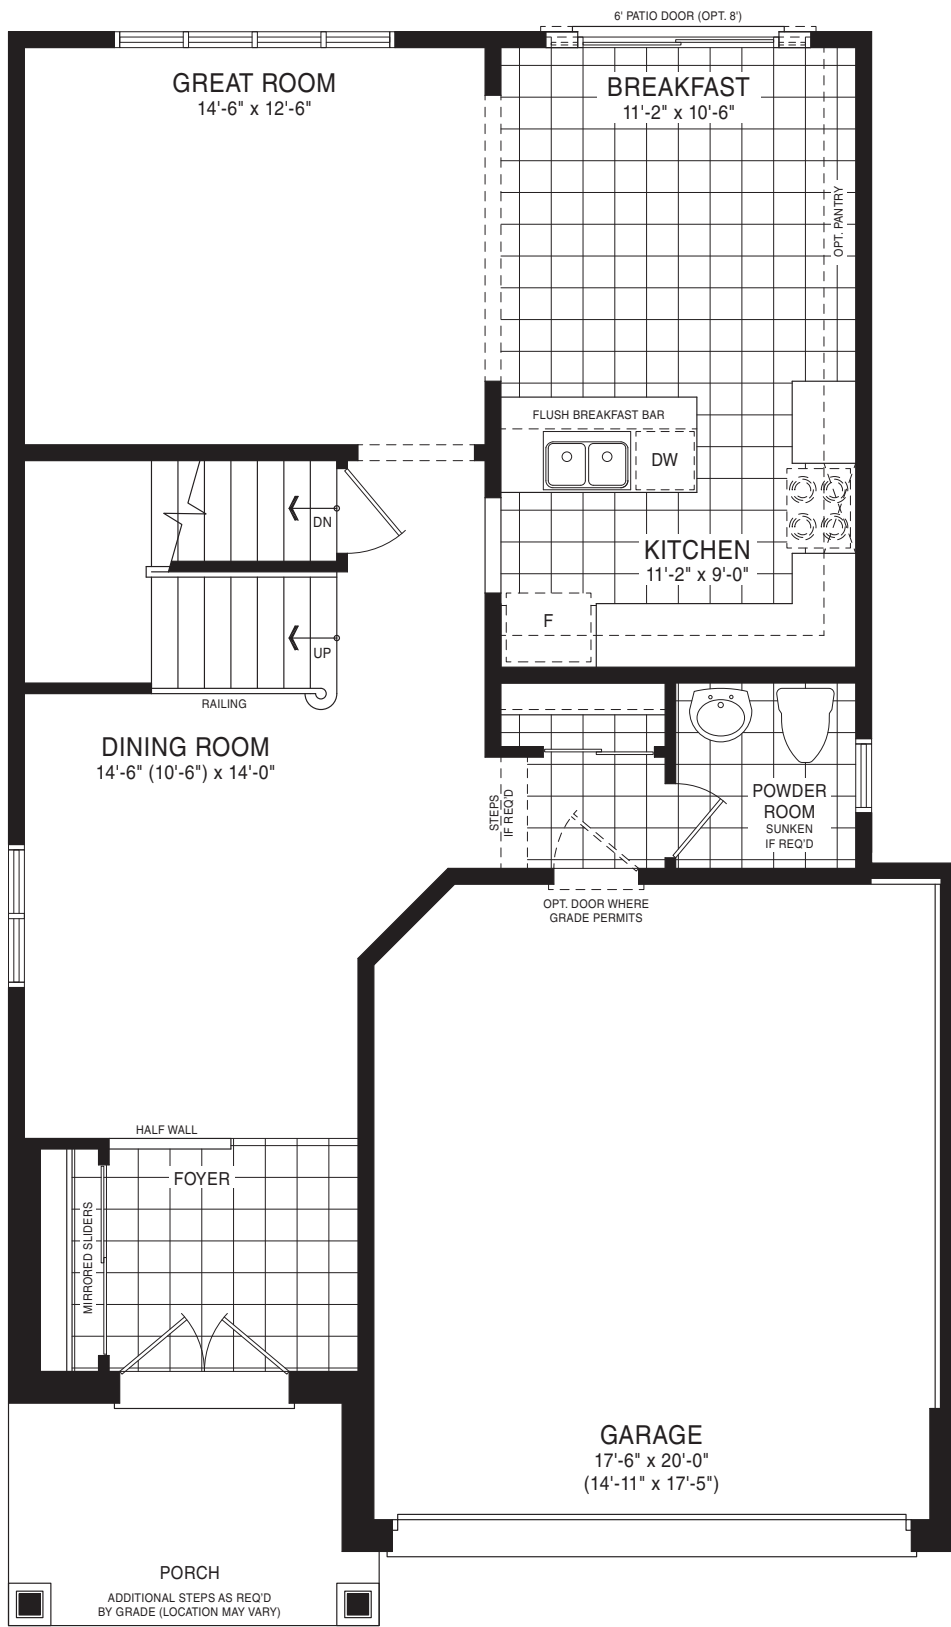 6' PATIO DOOR (OPT. 8')
GREAT ROOM
14'-6" x 12'-6"
BREAKFAST
11'-2" x 10'-6"
OPT. PANTRY
FLUSH BREAKFAST BAR
DW
DN
KITCHEN
11'-2" x 9'-0"
F
UP
RAILING
DINING ROOM
14'-6" (10'-6") x 14'-0"
STEPS
IF REQ'D
POWDER
ROOM
SUNKEN
IF REQ'D
OPT. DOOR WHERE
GRADE PERMITS
HALF WALL
FOYER
MIRRORED SLIDERS
GARAGE
17'-6" x 20'-0"
(14'-11" x 17'-5")
PORCH
ADDITIONAL STEPS AS REQ'D
BY GRADE (LOCATION MAY VARY)